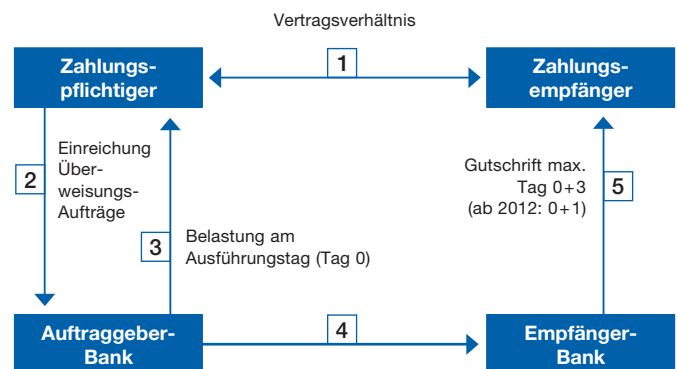 Vertragsverhältnis
1
Zahlungs-
pflichtiger
Zahlungs-
empfänger
2
Einreichung
Über-
weisungs-
Aufträge
3
Belastung am
Ausführungstag (Tag 0)
Gutschrift max.
Tag 0+3
(ab 2012: 0+1)
5
Auftraggeber-
Bank
4
Empfänger-
Bank